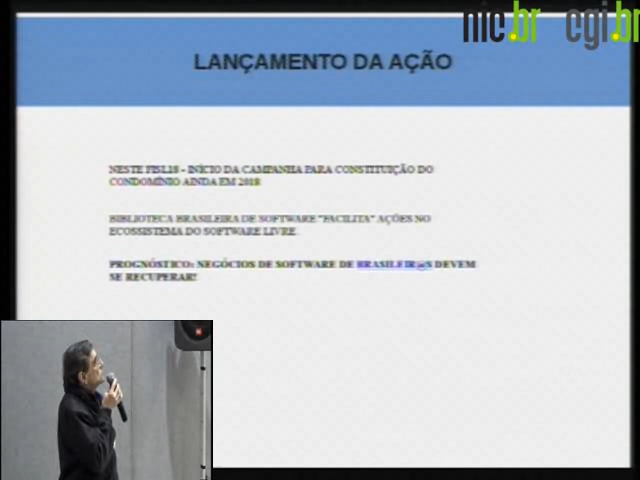 nic.br cgi.br
LANÇAMENTO DA AÇÃO
NESTE FISL18 - INÍCIO DA CAMPANHA PARA CONSTITUIÇÃO DO
CONDOMÍNIO AINDA EM 2018
BIBLIOTECA BRASILEIRA DE SOFTWARE "FACILITA" AÇÕES NO
ECOSSISTEMA DO SOFTWARE LIVRE.
PROGNÓSTICO: NEGÓCIOS DE SOFTWARE DE BRASILEIR@S DEVEM
SE RECUPERAR!